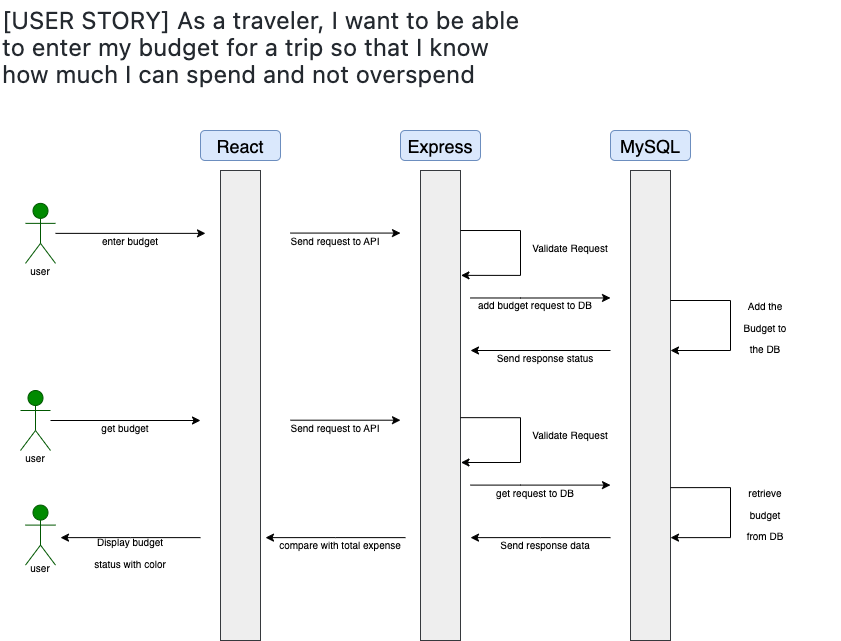 [USER STORY] As a traveler, I want to be able
to enter my budget for a trip so that I know
how much I can spend and not overspend
React
Express
MySQL
user
enter budget
Send request to API
Validate Request
add budget request to DB
Add the
Budget to
the DB
Send response status
user
get budget
Send request to API
Validate Request
get request to DB
retrieve
budget
from DB
Send response data
compare with total expense
Display budget
status with color
user